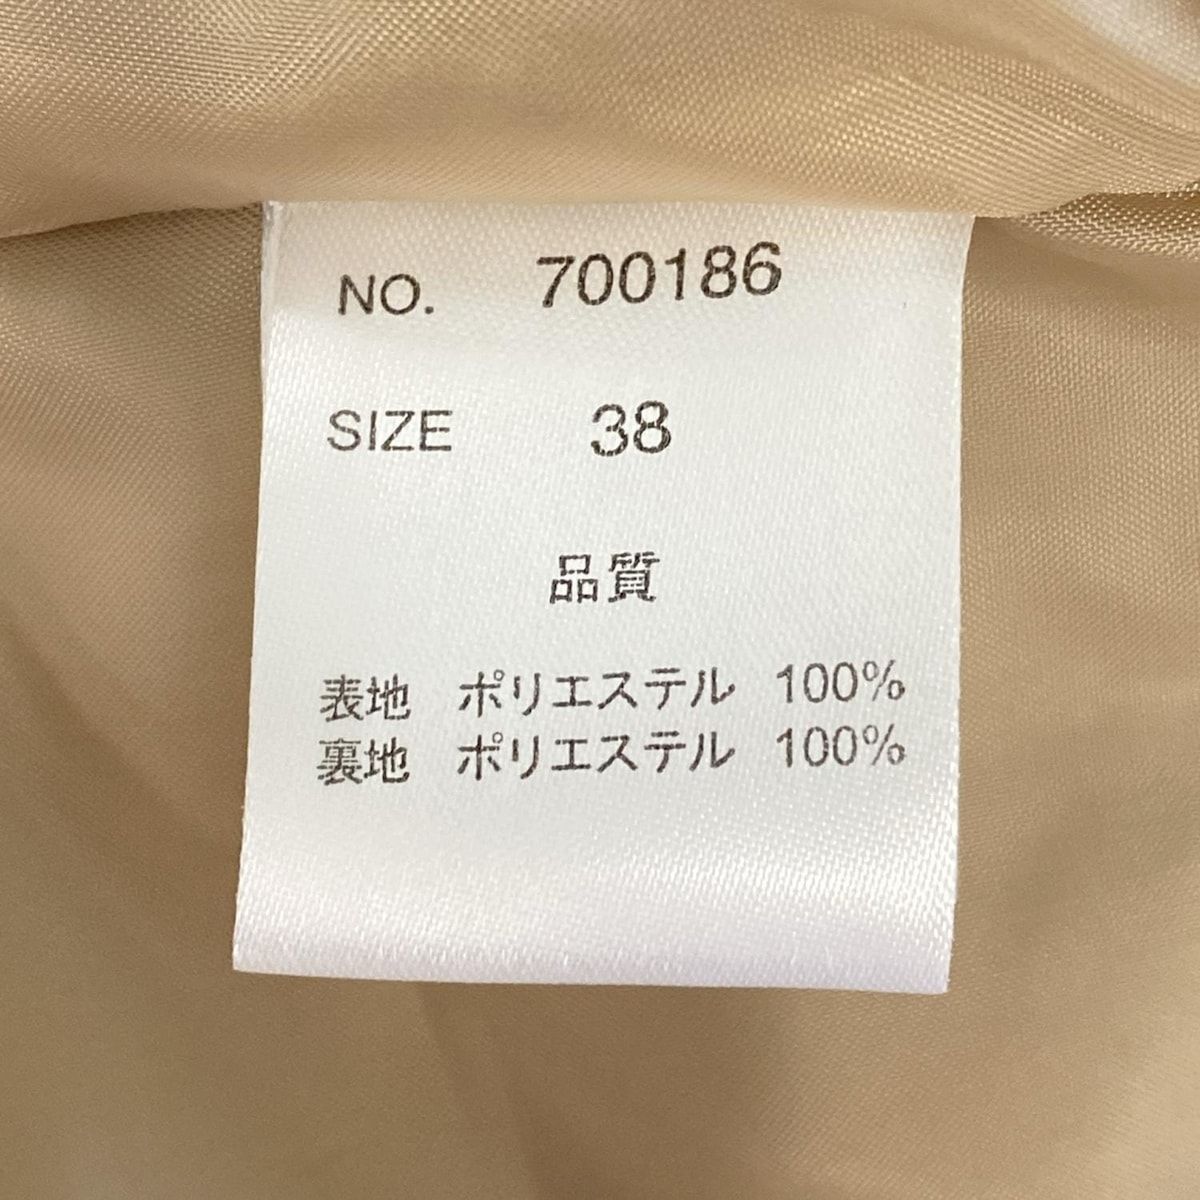 NO. 700186
SIZE 38
品質
表地 ポリエステル 100%
裏地 ポリエステル 100%